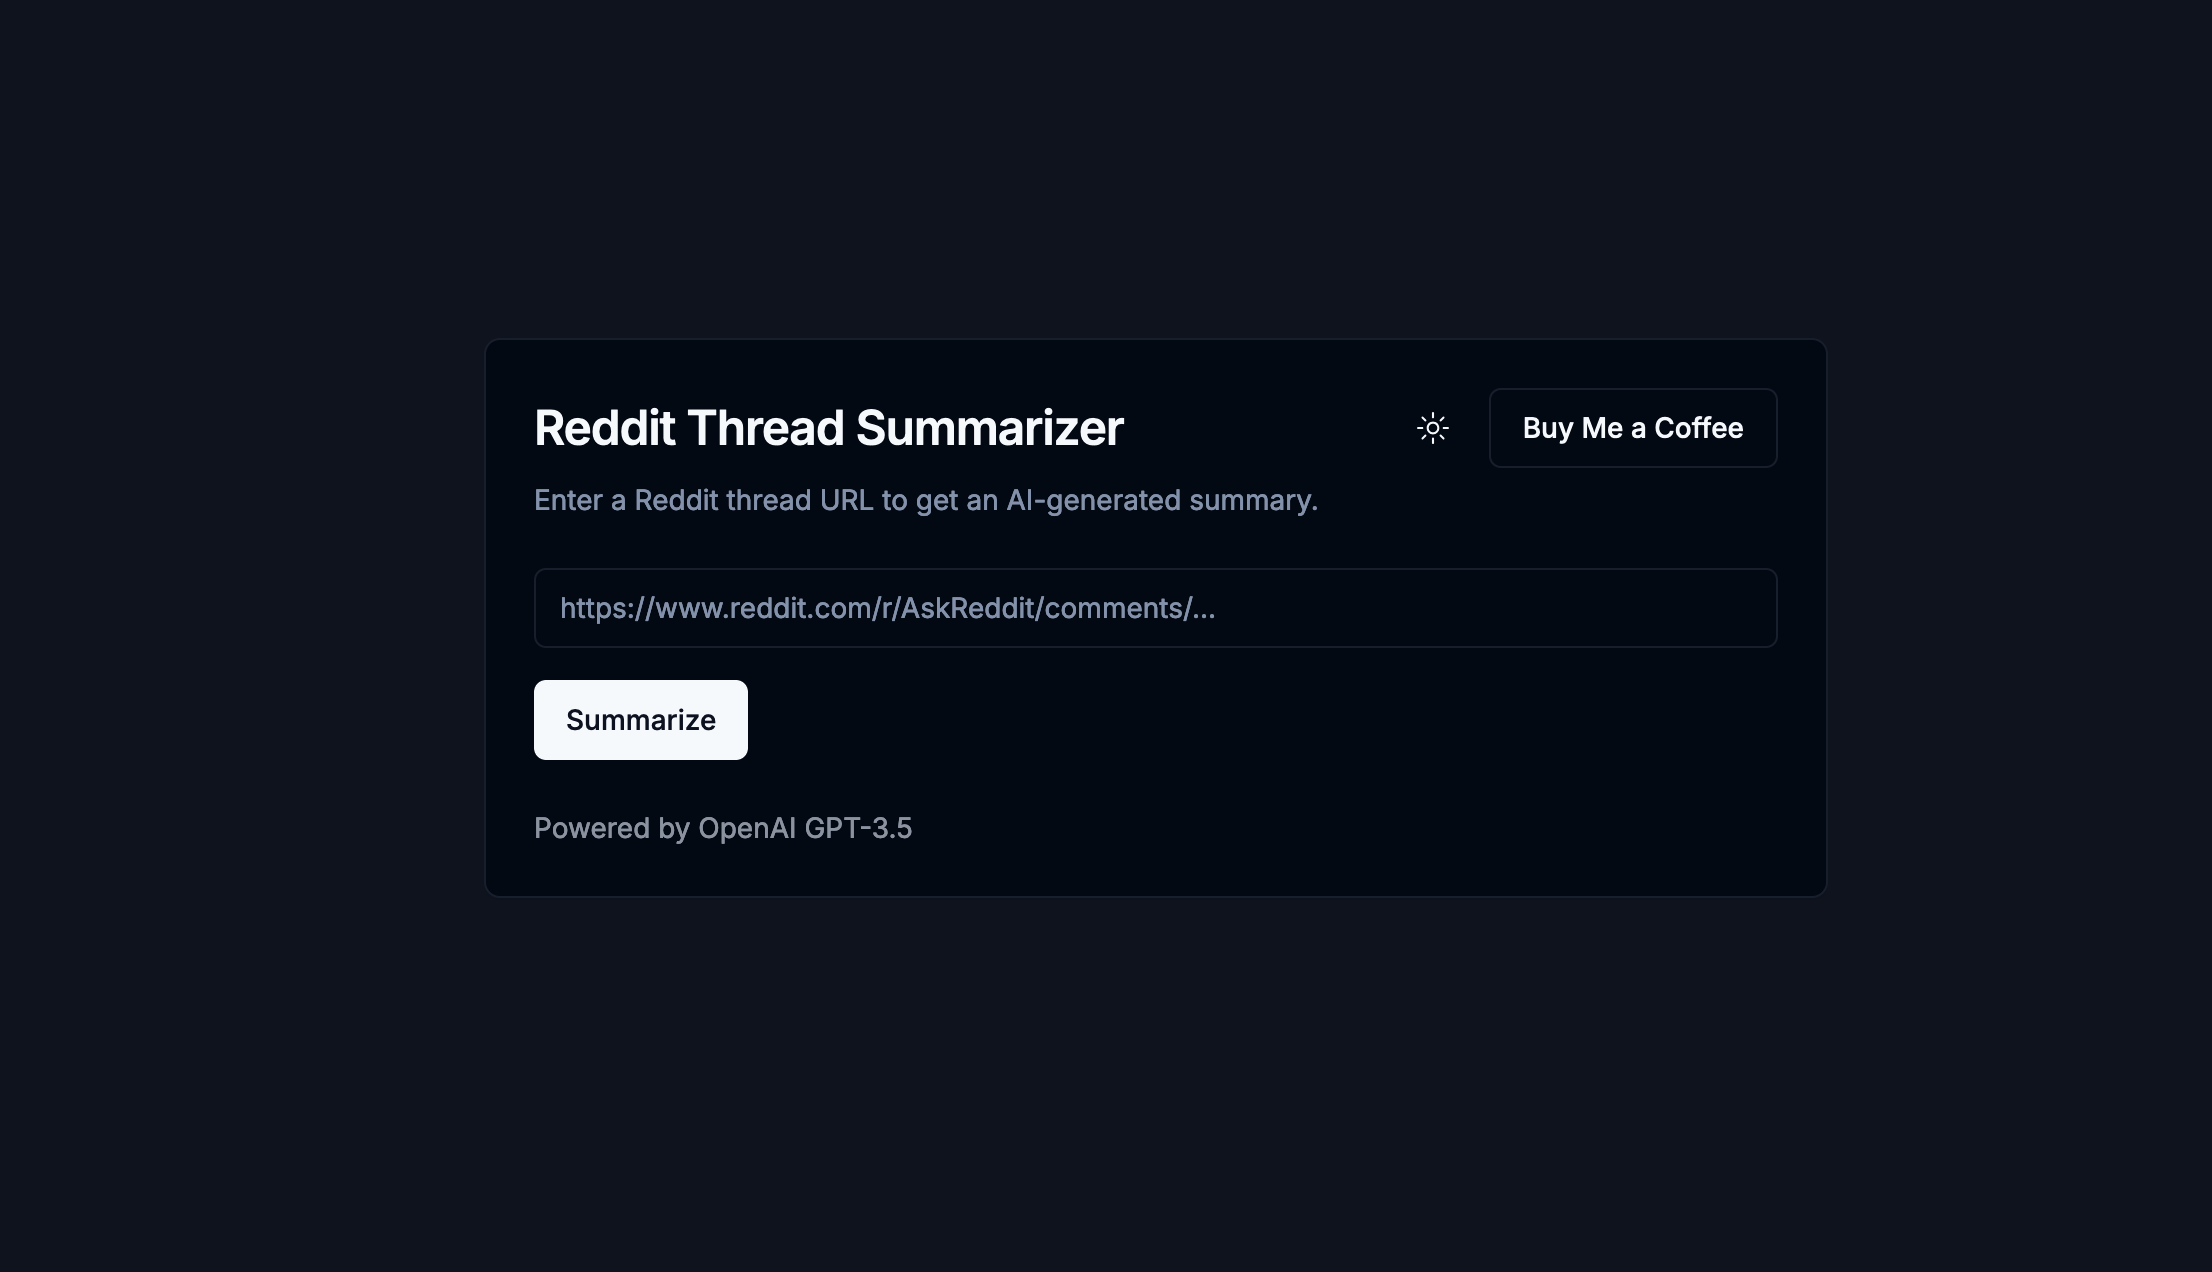 Reddit Thread Summarizer
Buy Me a Coffee
Enter a Reddit thread URL to get an AI-generated summary.
https://www.reddit.com/r/AskReddit/comments/...
Summarize
Powered by OpenAI GPT-3.5